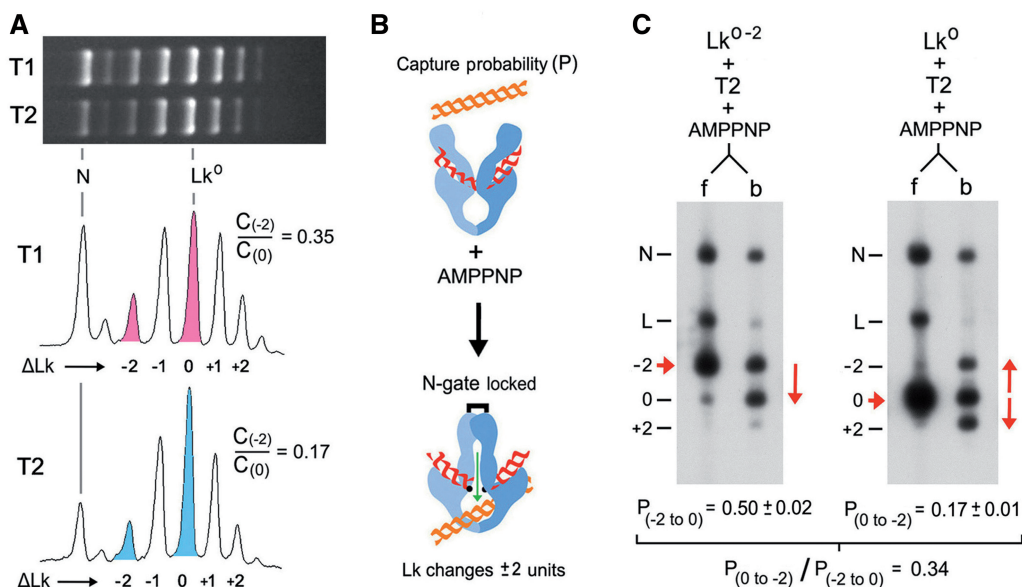 A
T1
T2
N Lk⁰
T1
C(-2) / C(0) = 0.35
ΔLk → -2 -1 0 +1 +2
T2
C(-2) / C(0) = 0.17
ΔLk → -2 -1 0 +1 +2
B
Capture probability (P)
+
AMPPNP
N-gate locked
Lk changes ±2 units
C
Lk⁰⁻²
+
T2
+
AMPPNP
f b
N
L
-2
0
+2
P(-2 to 0) = 0.50 ± 0.02
Lk⁰
+
T2
+
AMPPNP
f b
N
L
-2
0
+2
P(0 to -2) = 0.17 ± 0.01
P(0 to -2) / P(-2 to 0) = 0.34